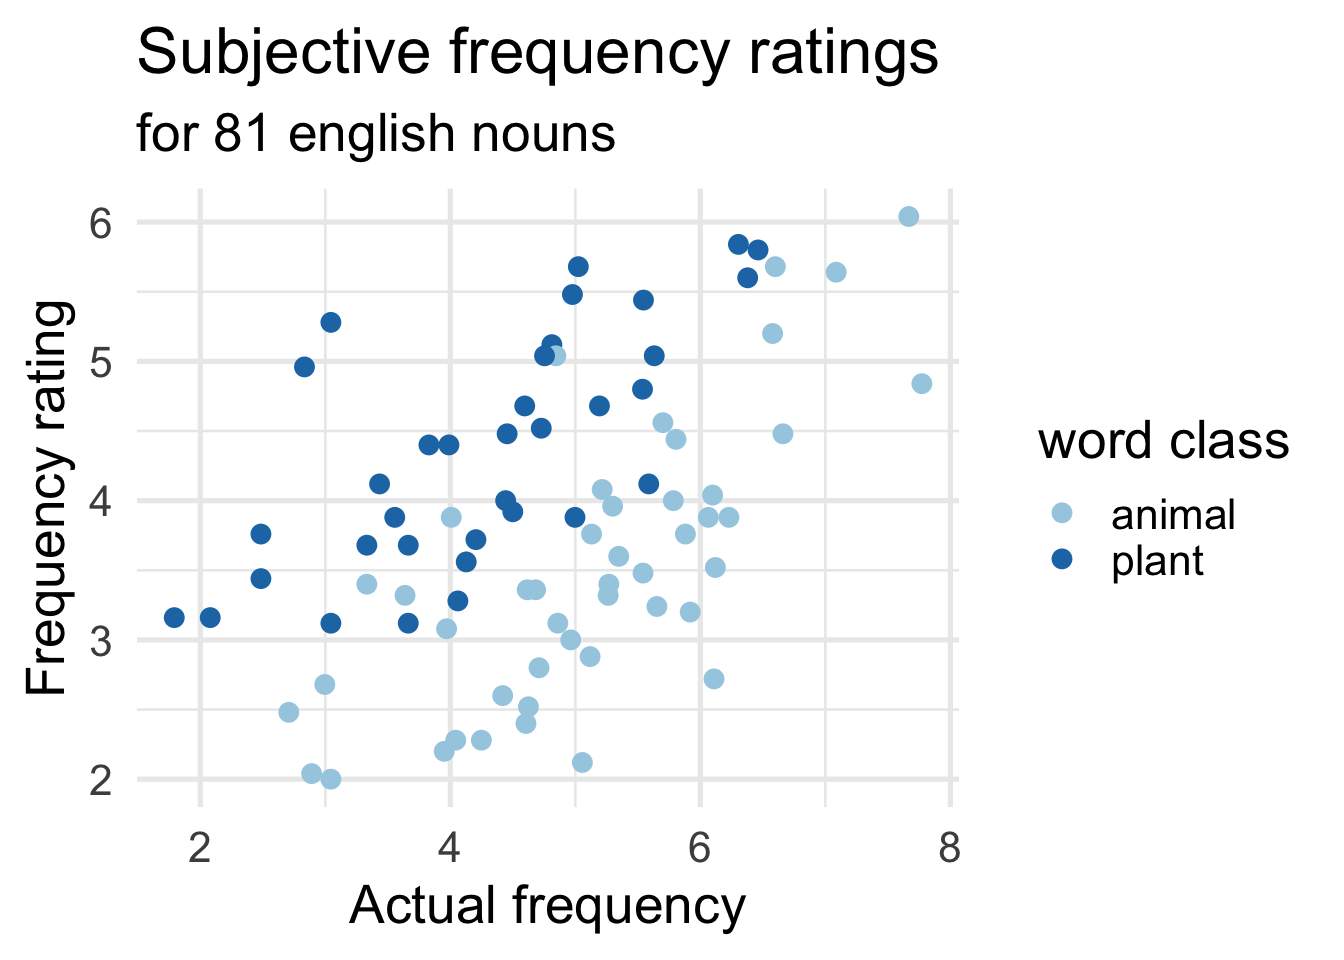 Subjective frequency ratings
for 81 english nouns
6
5
4
3
2
Frequency rating
2 4 6 8
Actual frequency
word class
animal
plant